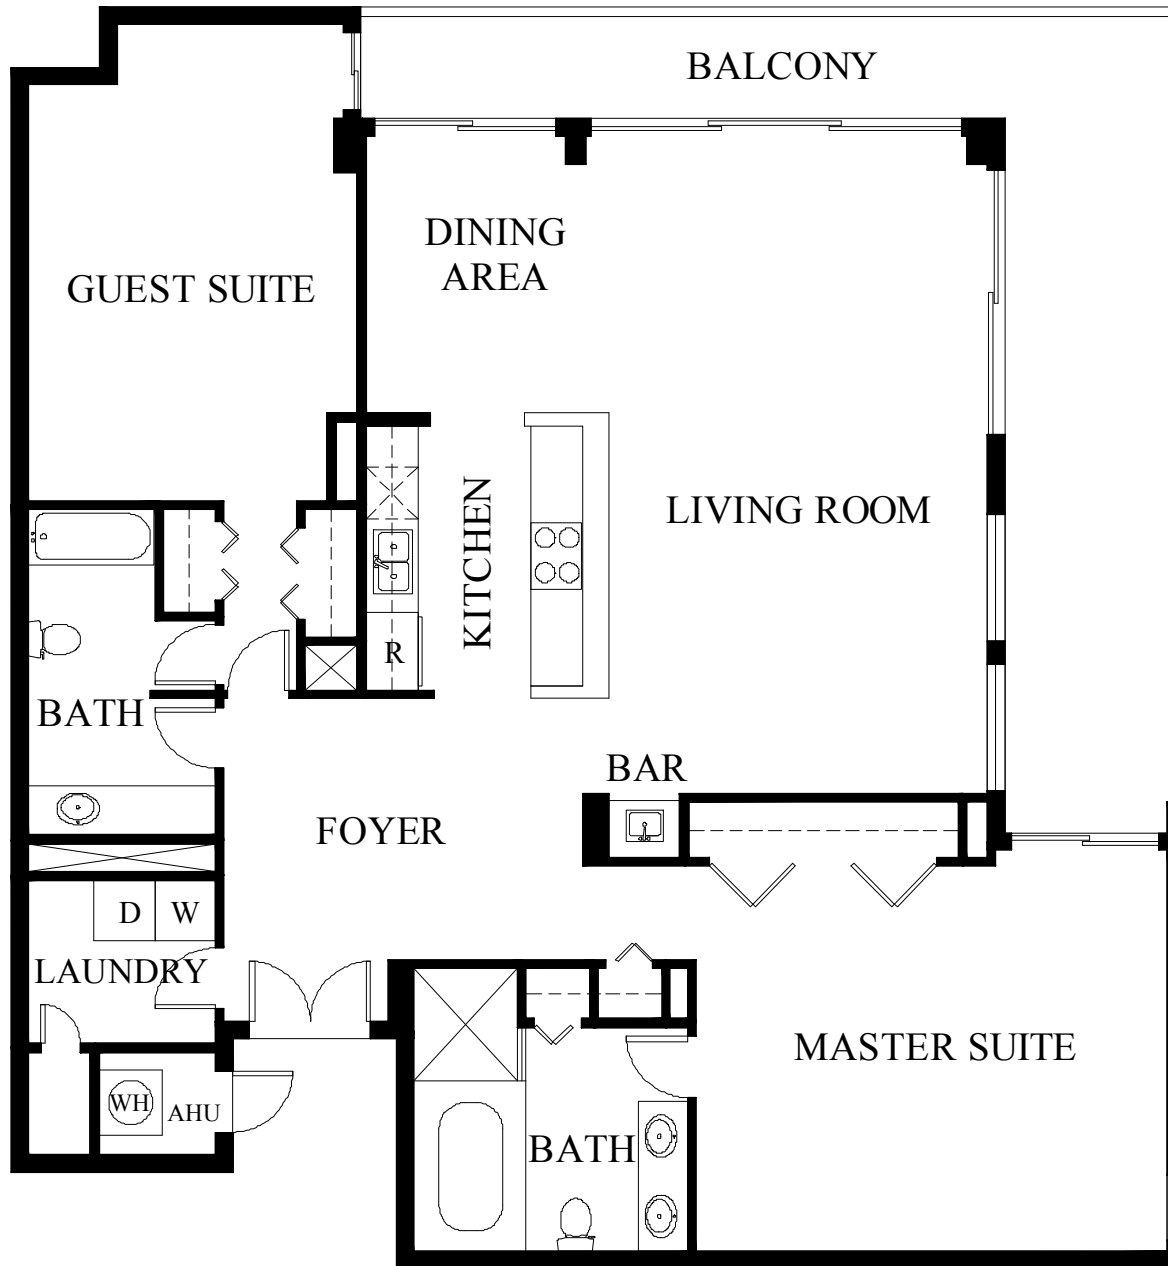 BALCONY
DINING
AREA
GUEST SUITE
LIVING ROOM
KITCHEN
R
BATH
BAR
FOYER
D
W
LAUNDRY
MASTER SUITE
WH
AHU
BATH